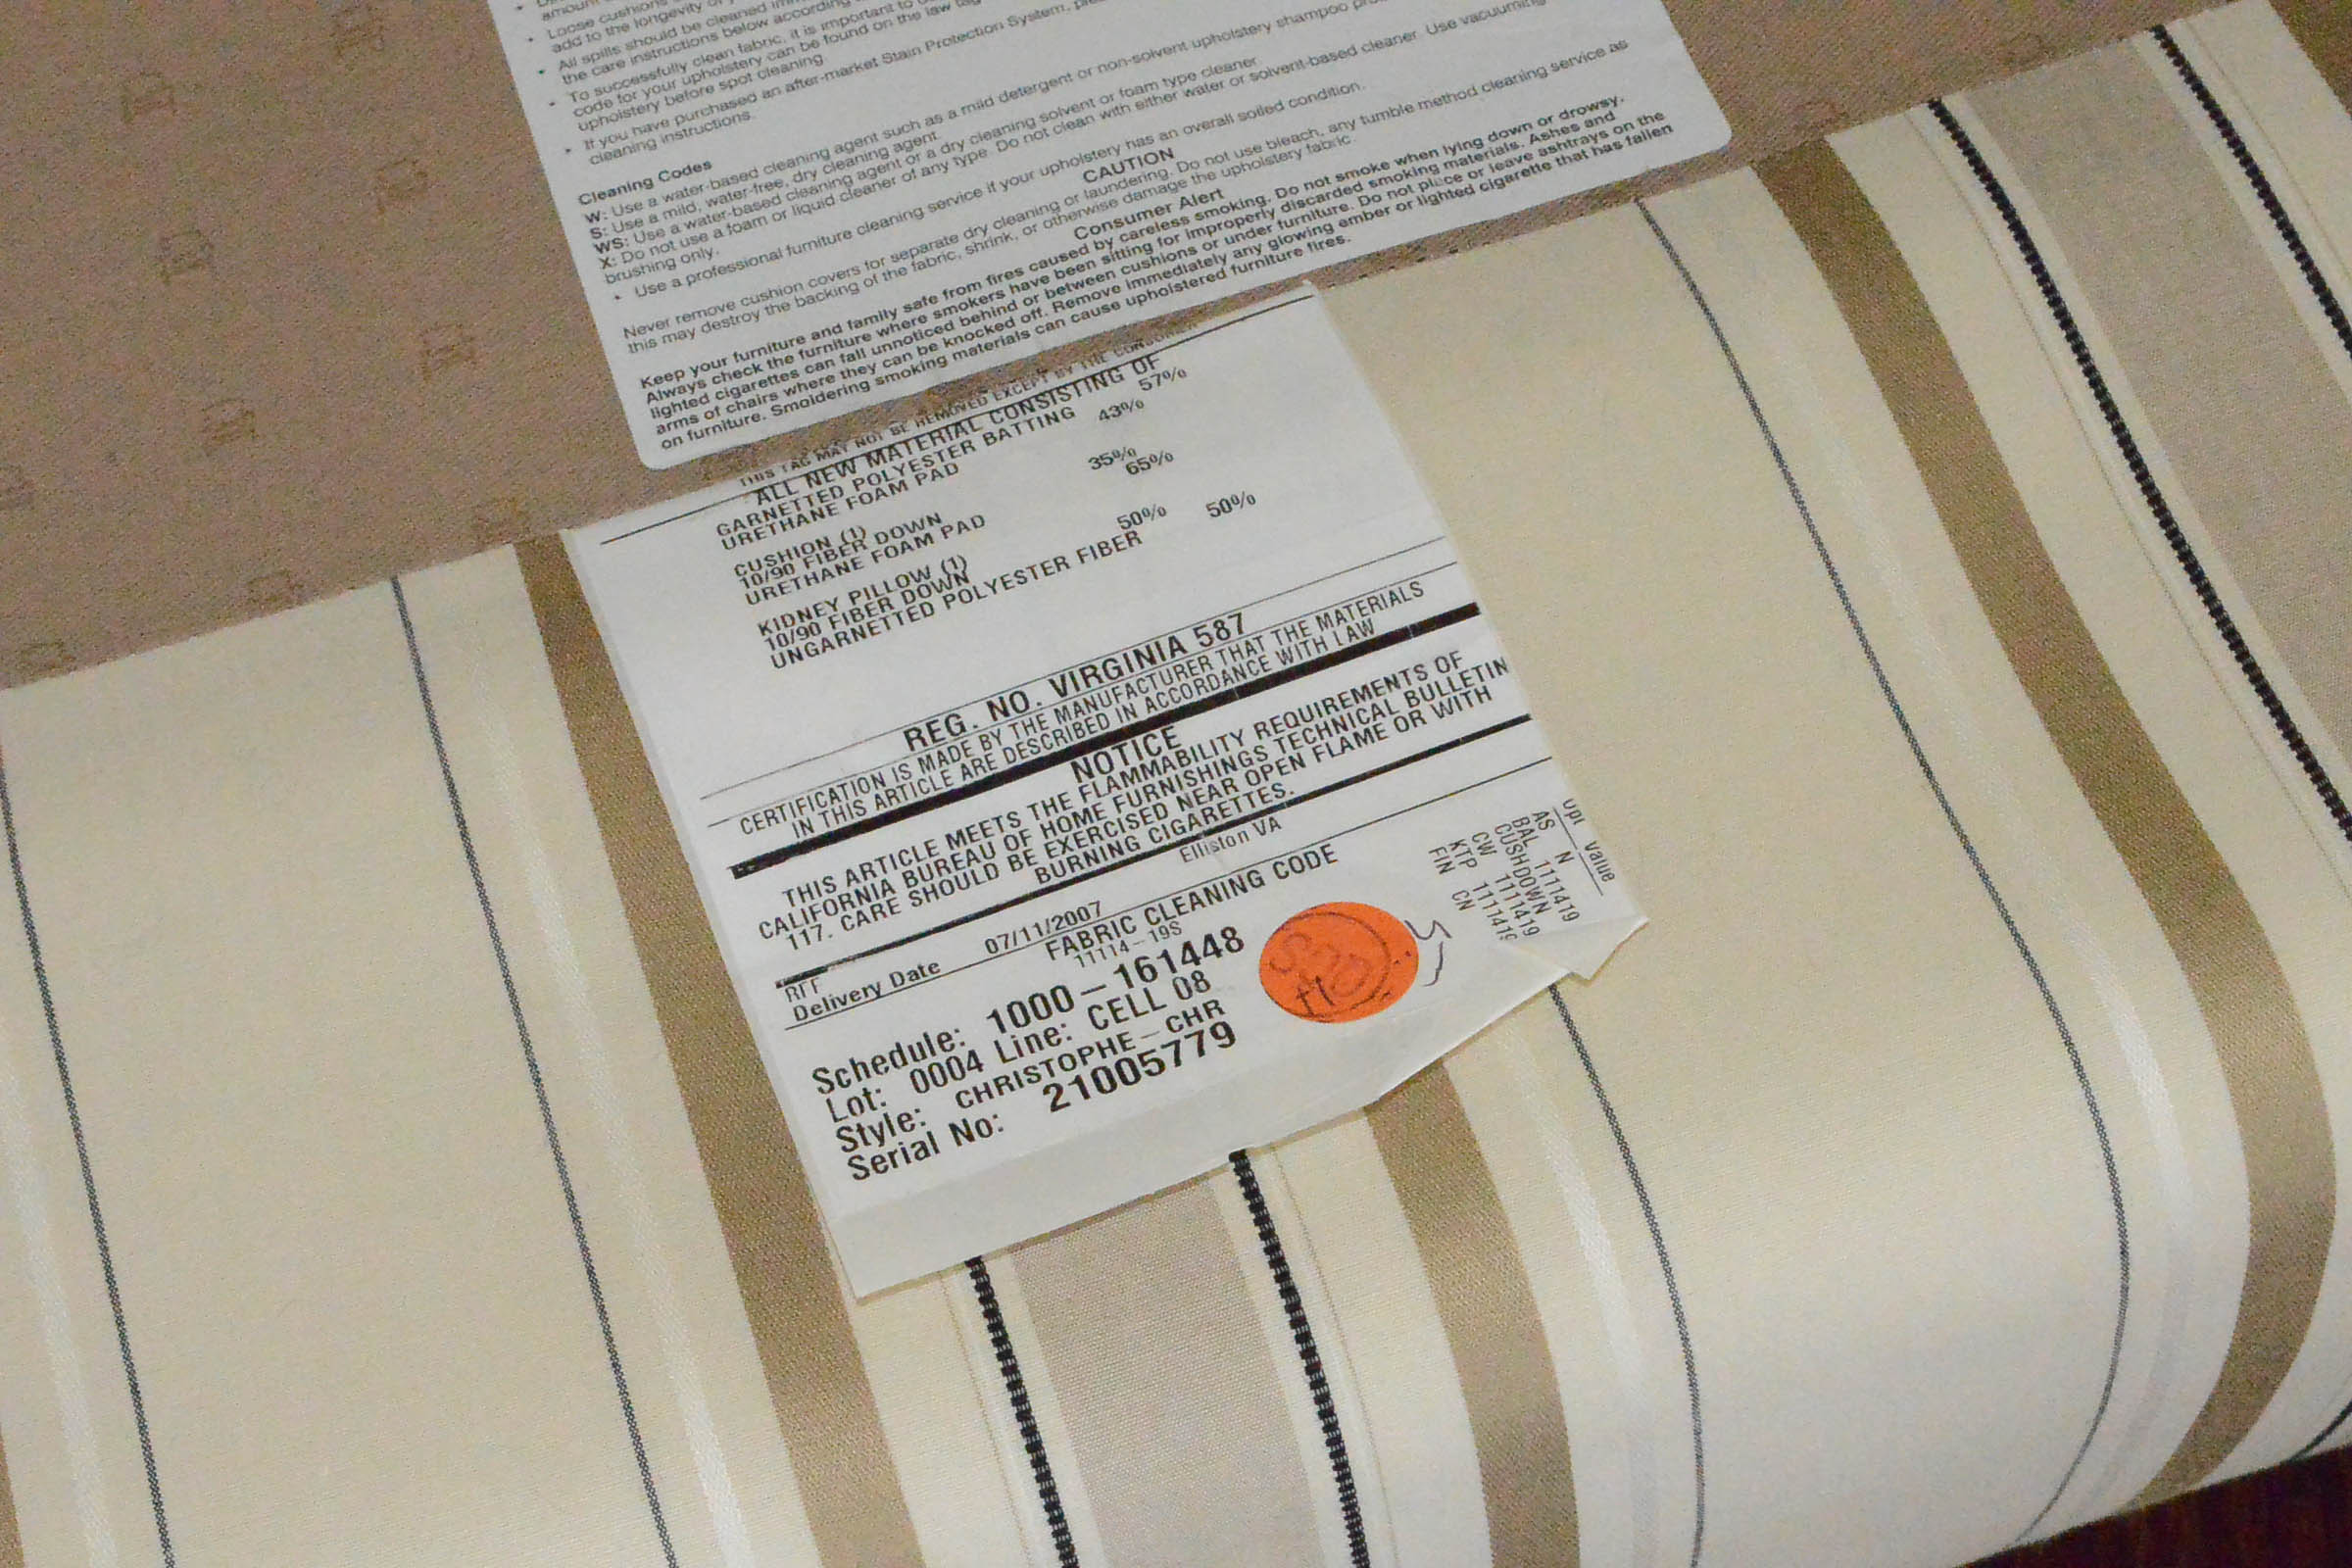 amount
• Loose cushions
add to the longevity of
• All spills should be cleaned
the care instructions below according
• To successfully clean fabric, it is important to
code for your upholstery can be found on the law tag
upholstery before spot cleaning.
• If you have purchased an after-market Stain Protection System,
cleaning instructions.
Cleaning Codes
W: Use a water-based cleaning agent such as a mild detergent or non-solvent upholstery shampoo
S: Use a mild, water-free, dry cleaning agent.
WS: Use a water-based cleaning agent or a dry cleaning solvent or foam type cleaner
X: Do not use a foam or liquid cleaner of any type. Do not clean with either water or solvent-based cleaner. Use vacuuming
brushing only.
• Use a professional furniture cleaning service if your upholstery has an overall soiled condition.
CAUTION
Never remove cushion covers for separate dry cleaning or laundering. Do not use bleach, any tumble method cleaning service as
this may destroy the backing of the fabric, shrink, or otherwise damage the upholstery fabric.
Consumer Alert
Keep your furniture and family safe from fires caused by careless smoking. Do not smoke when lying down or drowsy.
Always check the furniture where smokers have been sitting for improperly discarded smoking materials. Ashes and
lighted cigarettes can fall unnoticed behind or between cushions or under furniture. Do not place or leave ashtrays on the
arms of chairs where they can be knocked off. Remove immediately any glowing amber or lighted cigarette that has fallen
on furniture. Smoldering smoking materials can cause upholstered furniture fires.
THIS TAG MAY NOT BE REMOVED EXCEPT BY THE CONSUMER
ALL NEW MATERIAL CONSISTING OF
GARNETTED POLYESTER BATTING 57%
URETHANE FOAM PAD 43%
CUSHION (1)
10/90 FIBER DOWN 35%
URETHANE FOAM PAD 65%
KIDNEY PILLOW (1)
10/90 FIBER DOWN 50%
UNGARNETTED POLYESTER FIBER 50%
REG. NO. VIRGINIA 587
CERTIFICATION IS MADE BY THE MANUFACTURER THAT THE MATERIALS
IN THIS ARTICLE ARE DESCRIBED IN ACCORDANCE WITH LAW
NOTICE
THIS ARTICLE MEETS THE FLAMMABILITY REQUIREMENTS OF
CALIFORNIA BUREAU OF HOME FURNISHINGS TECHNICAL BULLETIN
117. CARE SHOULD BE EXERCISED NEAR OPEN FLAME OR WITH
BURNING CIGARETTES.
RFF Elliston VA
Delivery Date 07/11/2007
FABRIC CLEANING CODE
11114-19S
Schedule: 1000-161448
Lot: 0004 Line: CELL 08
Style: CHRISTOPHE-CHR
Serial No: 21005779
Opt Value
AS N
BAL 1111419
CUSHDOWN
CW 1111419
KTP 1111419
FIN CN